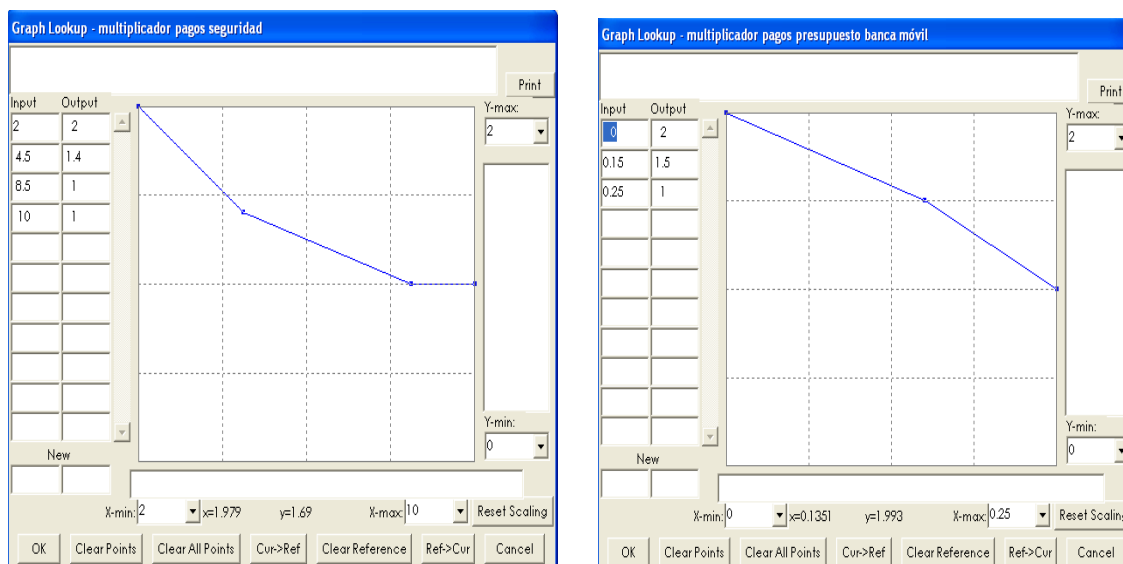 Graph Lookup - multiplicador pagos seguridad
Print
Input Output
Y-max:
2 2
2
4.5 1.4
8.5 1
10 1
Y-min:
0
New
X-min: 2 x=1.979 y=1.69 X-max: 10 Reset Scaling
OK Clear Points Clear All Points Cur->Ref Clear Reference Ref->Cur Cancel
Graph Lookup - multiplicador pagos presupuesto banca móvil
Print
Input Output
Y-max:
0 2
2
0.15 1.5
0.25 1
Y-min:
0
New
X-min: 0 x=0.1351 y=1.993 X-max: 0.25 Reset Scaling
OK Clear Points Clear All Points Cur->Ref Clear Reference Ref->Cur Cancel